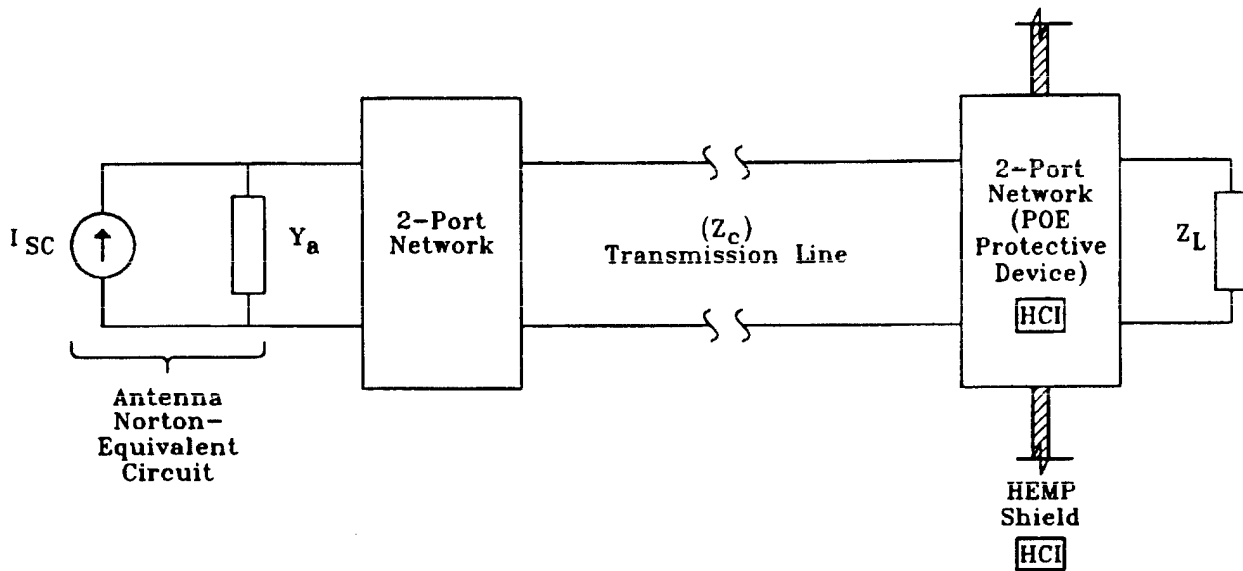 I SC
Y a
2-Port
Network
(Z c)
Transmission Line
2-Port
Network
(POE
Protective
Device)
HCI
Z L
Antenna
Norton-
Equivalent
Circuit
HEMP
Shield
HCI